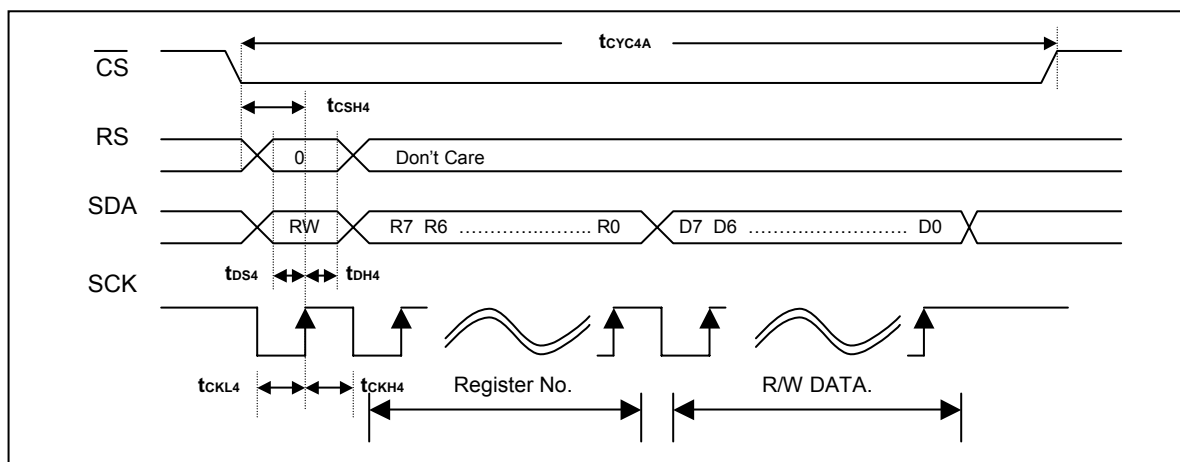 tCYC4A
CS
tCSH4
RS
0 Don't Care
SDA
RW R7 R6 ........................ R0 D7 D6 ............................ D0
tDS4 tDH4
SCK
tCKL4 tCKH4 Register No. R/W DATA.